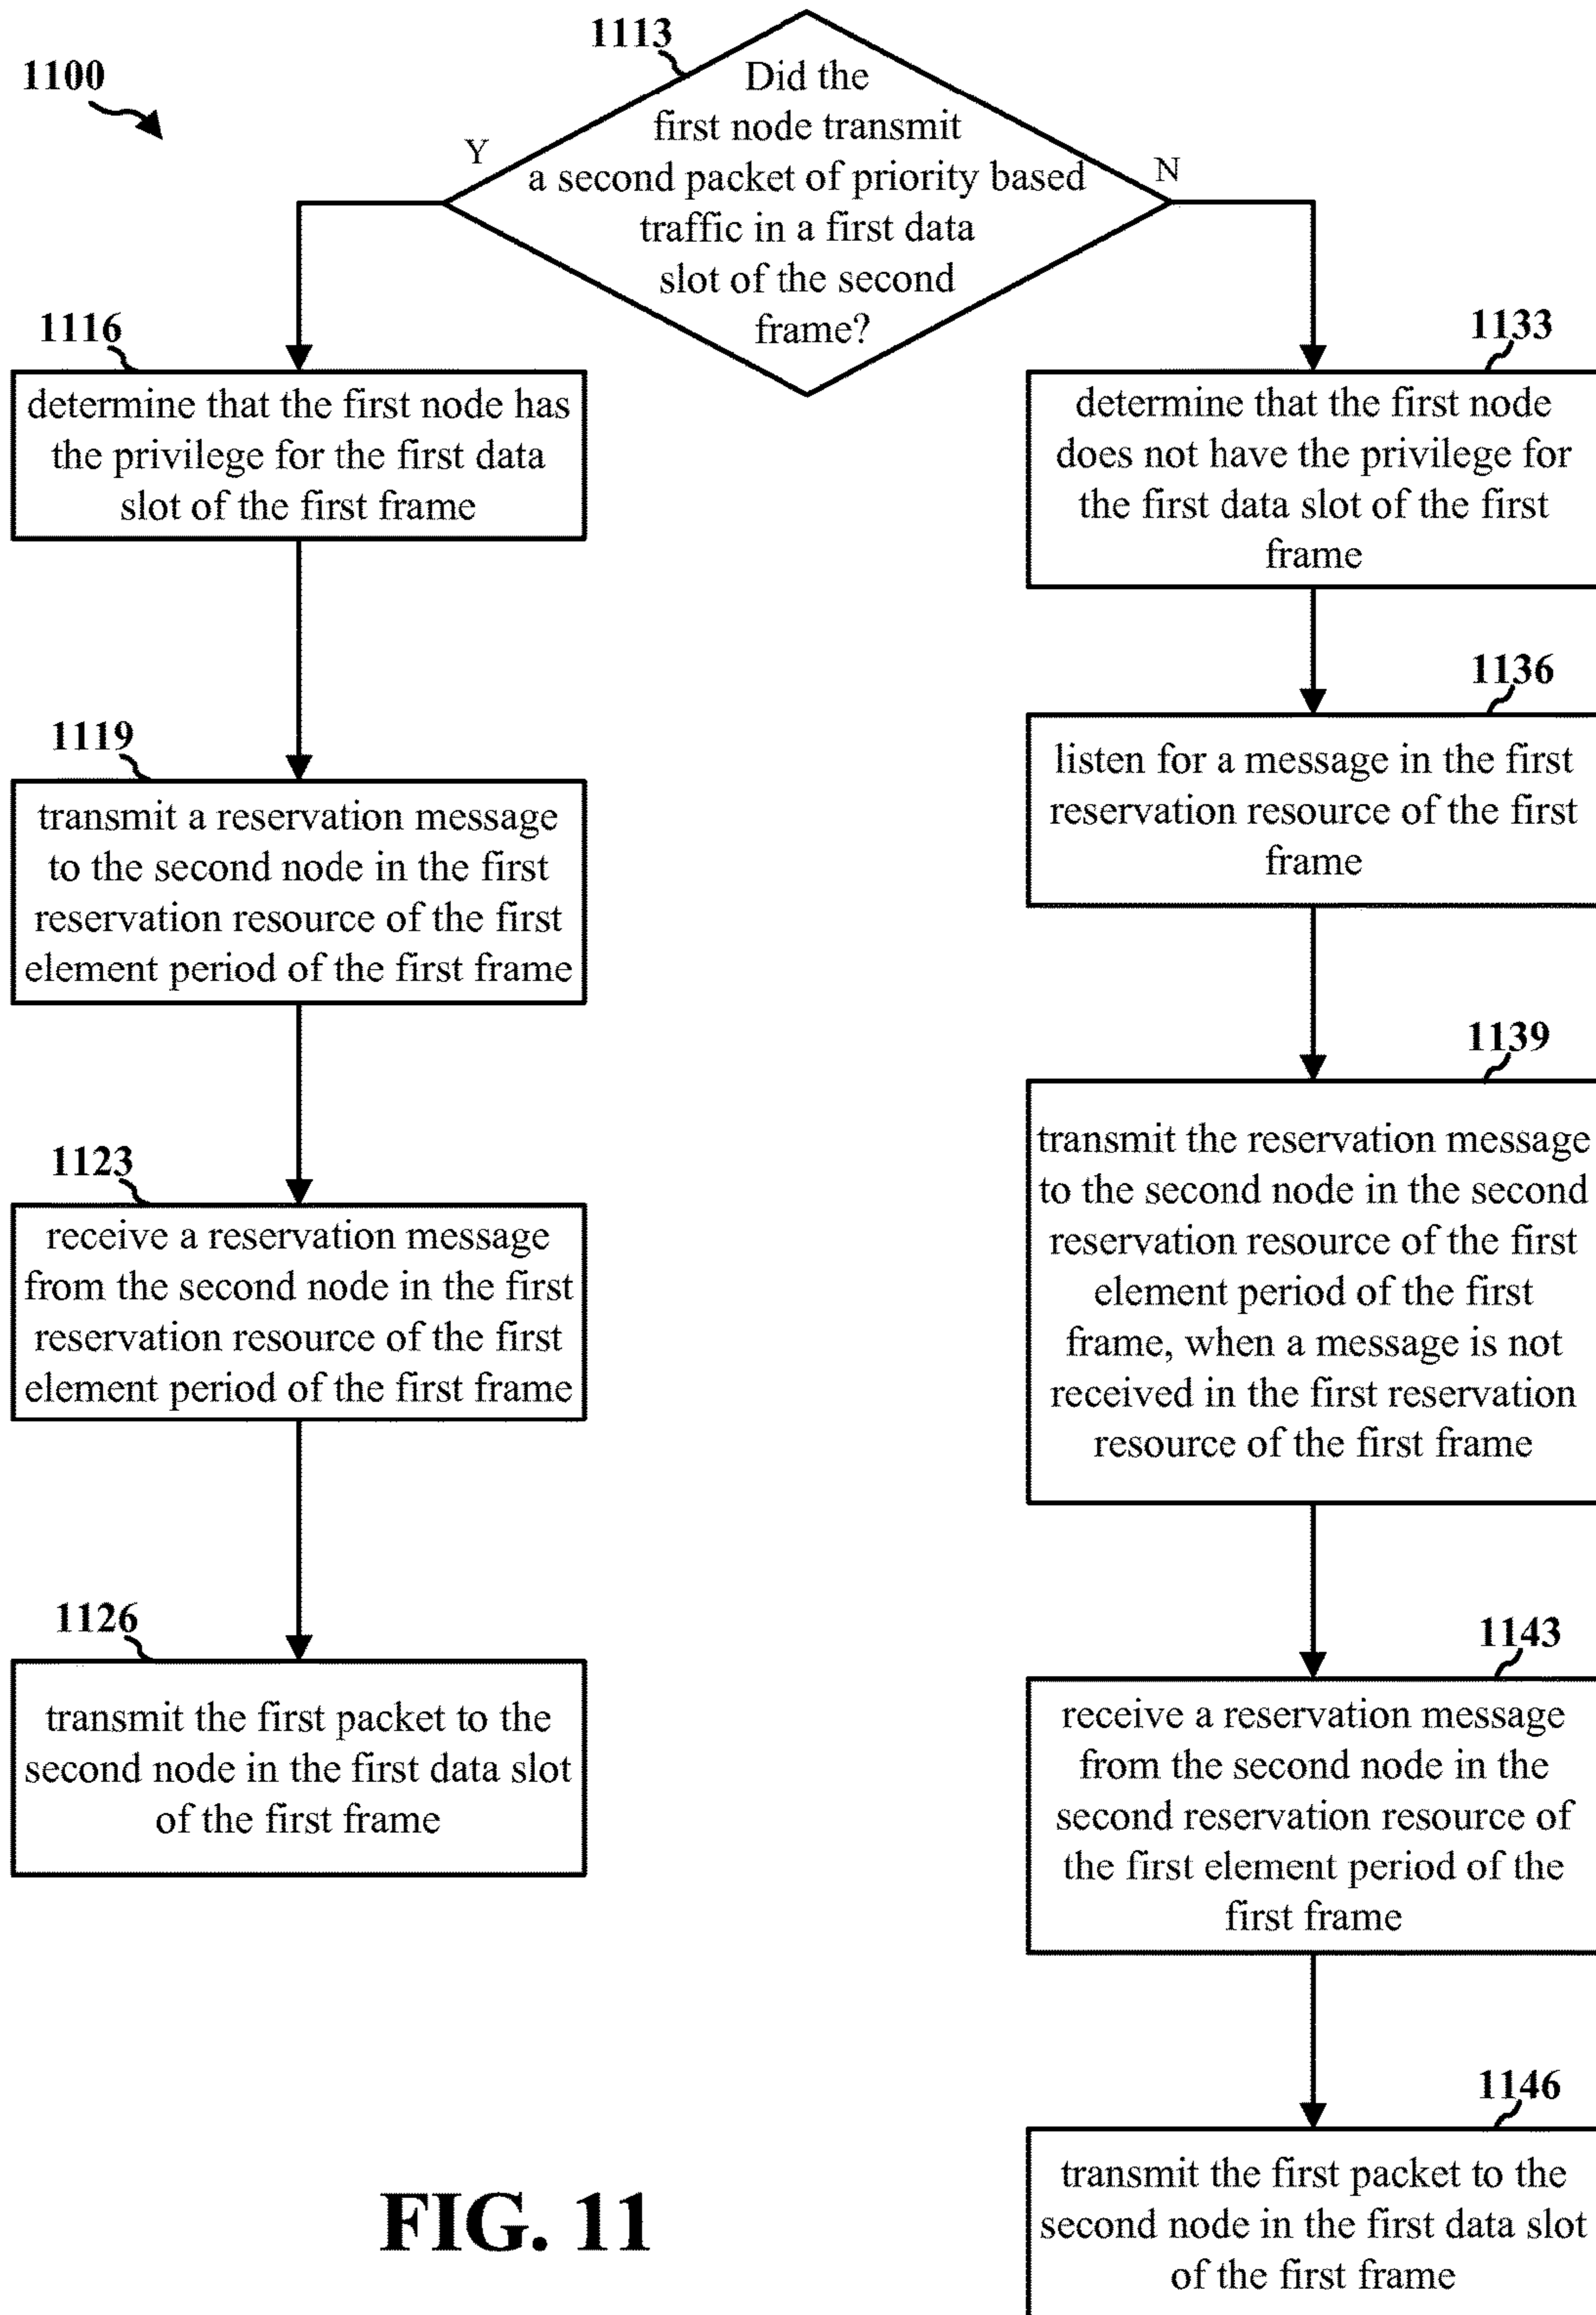 1100
1113
Did the
first node transmit
a second packet of priority based
traffic in a first data
slot of the second
frame?
Y
N
1116
determine that the first node has
the privilege for the first data
slot of the first frame
1119
transmit a reservation message
to the second node in the first
reservation resource of the first
element period of the first frame
1123
receive a reservation message
from the second node in the first
reservation resource of the first
element period of the first frame
1126
transmit the first packet to the
second node in the first data slot
of the first frame
1133
determine that the first node
does not have the privilege for
the first data slot of the first
frame
1136
listen for a message in the first
reservation resource of the first
frame
1139
transmit the reservation message
to the second node in the second
reservation resource of the first
element period of the first
frame, when a message is not
received in the first reservation
resource of the first frame
1143
receive a reservation message
from the second node in the
second reservation resource of
the first element period of the
first frame
1146
transmit the first packet to the
second node in the first data slot
of the first frame
FIG. 11